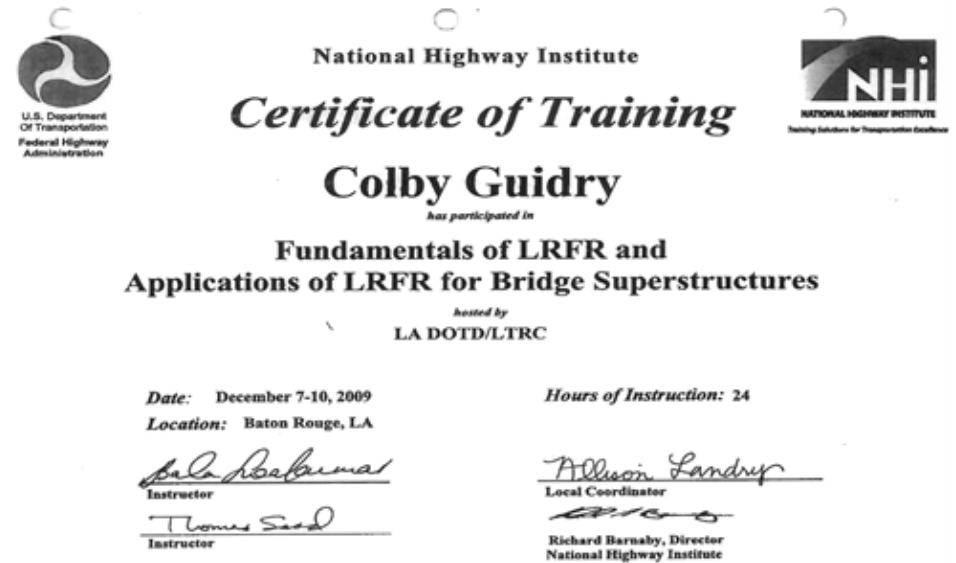 U.S. Department
Of Transportation
Federal Highway
Administration
National Highway Institute
NHi
NATIONAL HIGHWAY INSTITUTE
Training Solutions for Transportation Excellence
Certificate of Training
Colby Guidry
has participated in
Fundamentals of LRFR and
Applications of LRFR for Bridge Superstructures
hosted by
LA DOTD/LTRC
Date: December 7-10, 2009
Location: Baton Rouge, LA
Hours of Instruction: 24
Instructor
Thomas Saad
Instructor
Allison Landry
Local Coordinator
Richard Barnaby, Director
National Highway Institute